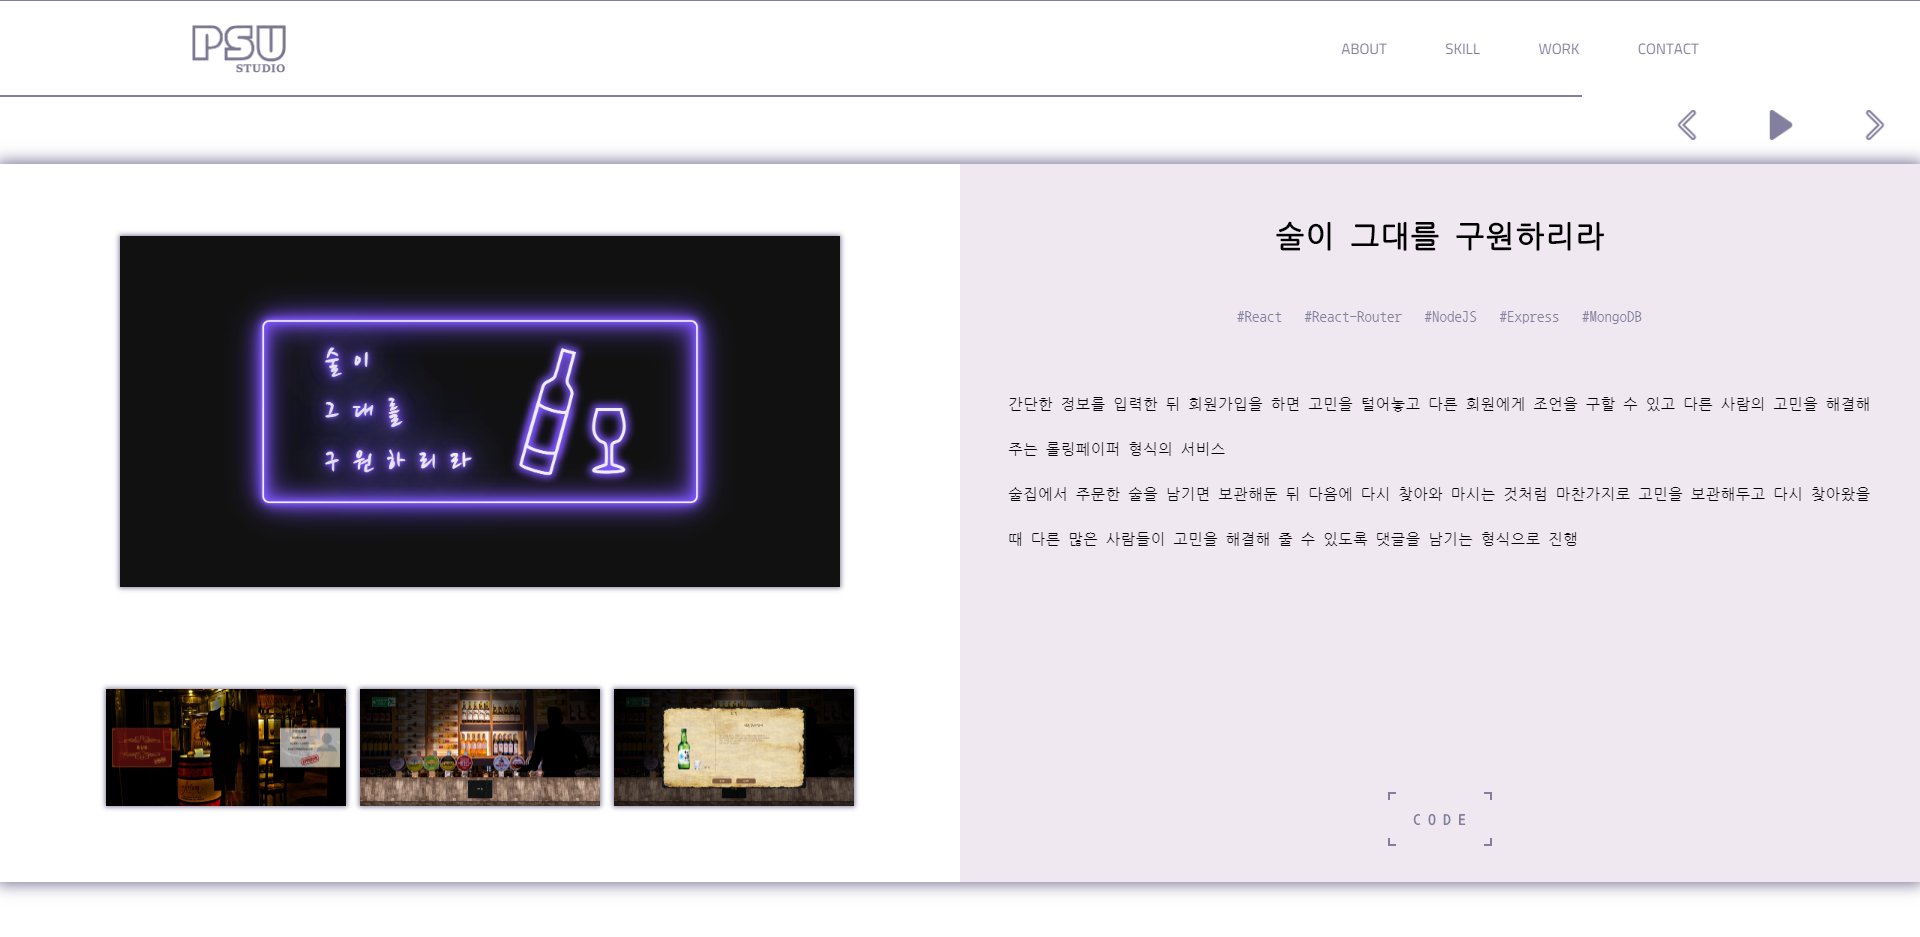 PSU
STUDIO
ABOUT SKILL WORK CONTACT
술이
그대를
구원하리라
술이 그대를 구원하리라
#React #React-Router #NodeJS #Express #MongoDB
간단한 정보를 입력한 뒤 회원가입을 하면 고민을 털어놓고 다른 회원에게 조언을 구할 수 있고 다른 사람의 고민을 해결해
주는 롤링페이퍼 형식의 서비스
술집에서 주문한 술을 남기면 보관해둔 뒤 다음에 다시 찾아와 마시는 것처럼 마찬가지로 고민을 보관해두고 다시 찾아왔을
때 다른 많은 사람들이 고민을 해결해 줄 수 있도록 댓글을 남기는 형식으로 진행
CODE